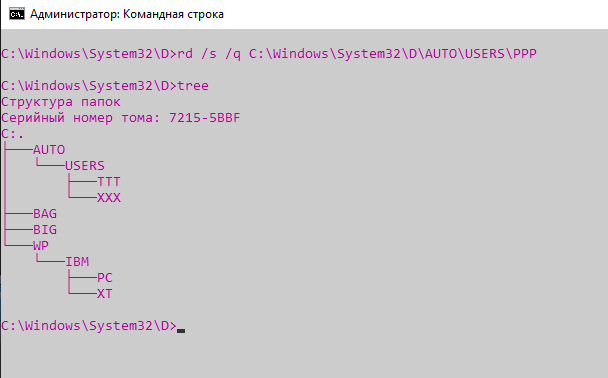 Администратор: Командная строка
C:\Windows\System32\D>rd /s /q C:\Windows\System32\D\AUTO\USERS\PPP
C:\Windows\System32\D>tree
Структура папок
Серийный номер тома: 7215-5BBF
C:.
├───AUTO
│   └───USERS
│       ├───TTT
│       └───XXX
├───BAG
├───BIG
└───WP
    └───IBM
        ├───PC
        └───XT
C:\Windows\System32\D>